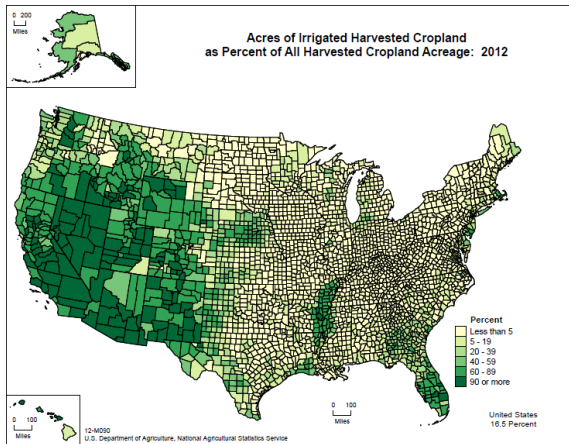 0 200
Miles
Acres of Irrigated Harvested Cropland
as Percent of All Harvested Cropland Acreage: 2012
Percent
Less than 5
5 - 19
20 - 39
40 - 59
60 - 89
90 or more
0 100
Miles
0 200
Miles
United States
16.5 Percent
12-M090
U.S. Department of Agriculture, National Agricultural Statistics Service